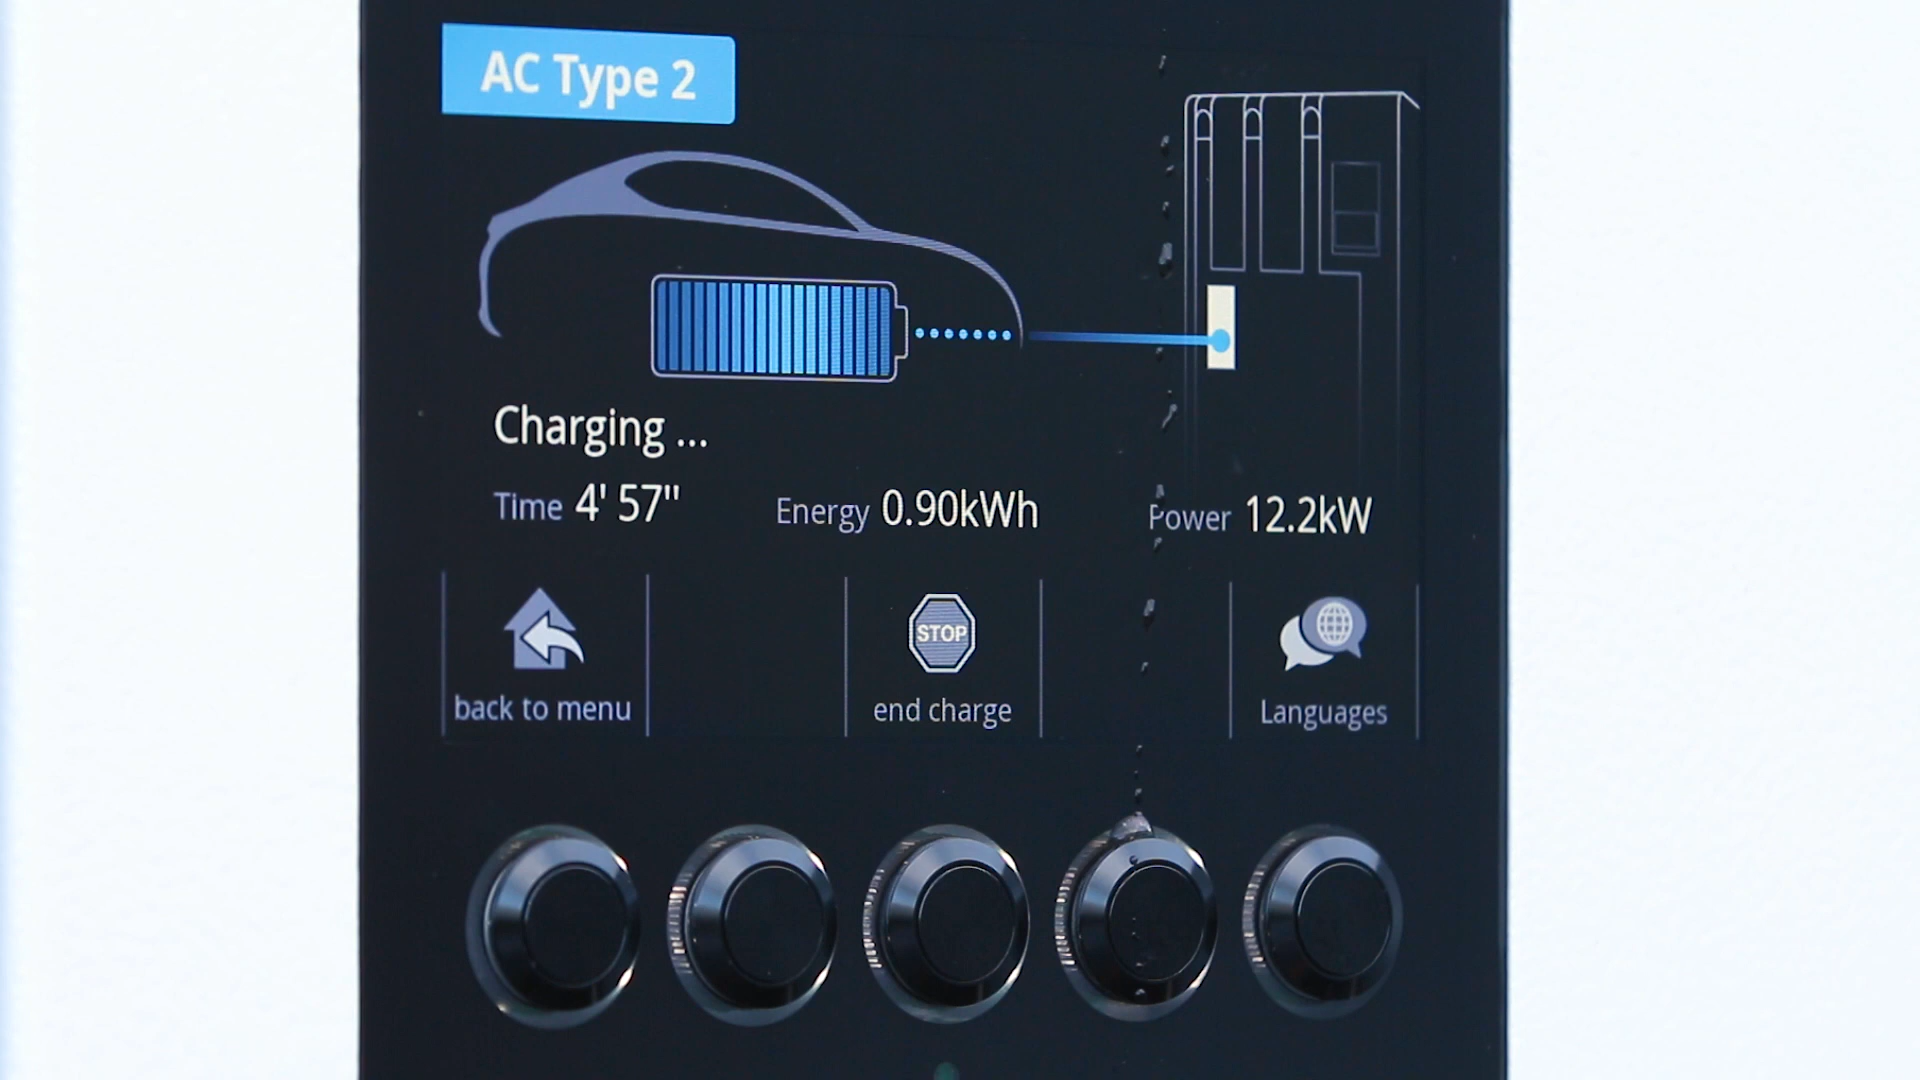 AC Type 2
Charging ...
Time 4' 57"
Energy 0.90kWh
Power 12.2kW
back to menu
STOP
end charge
Languages